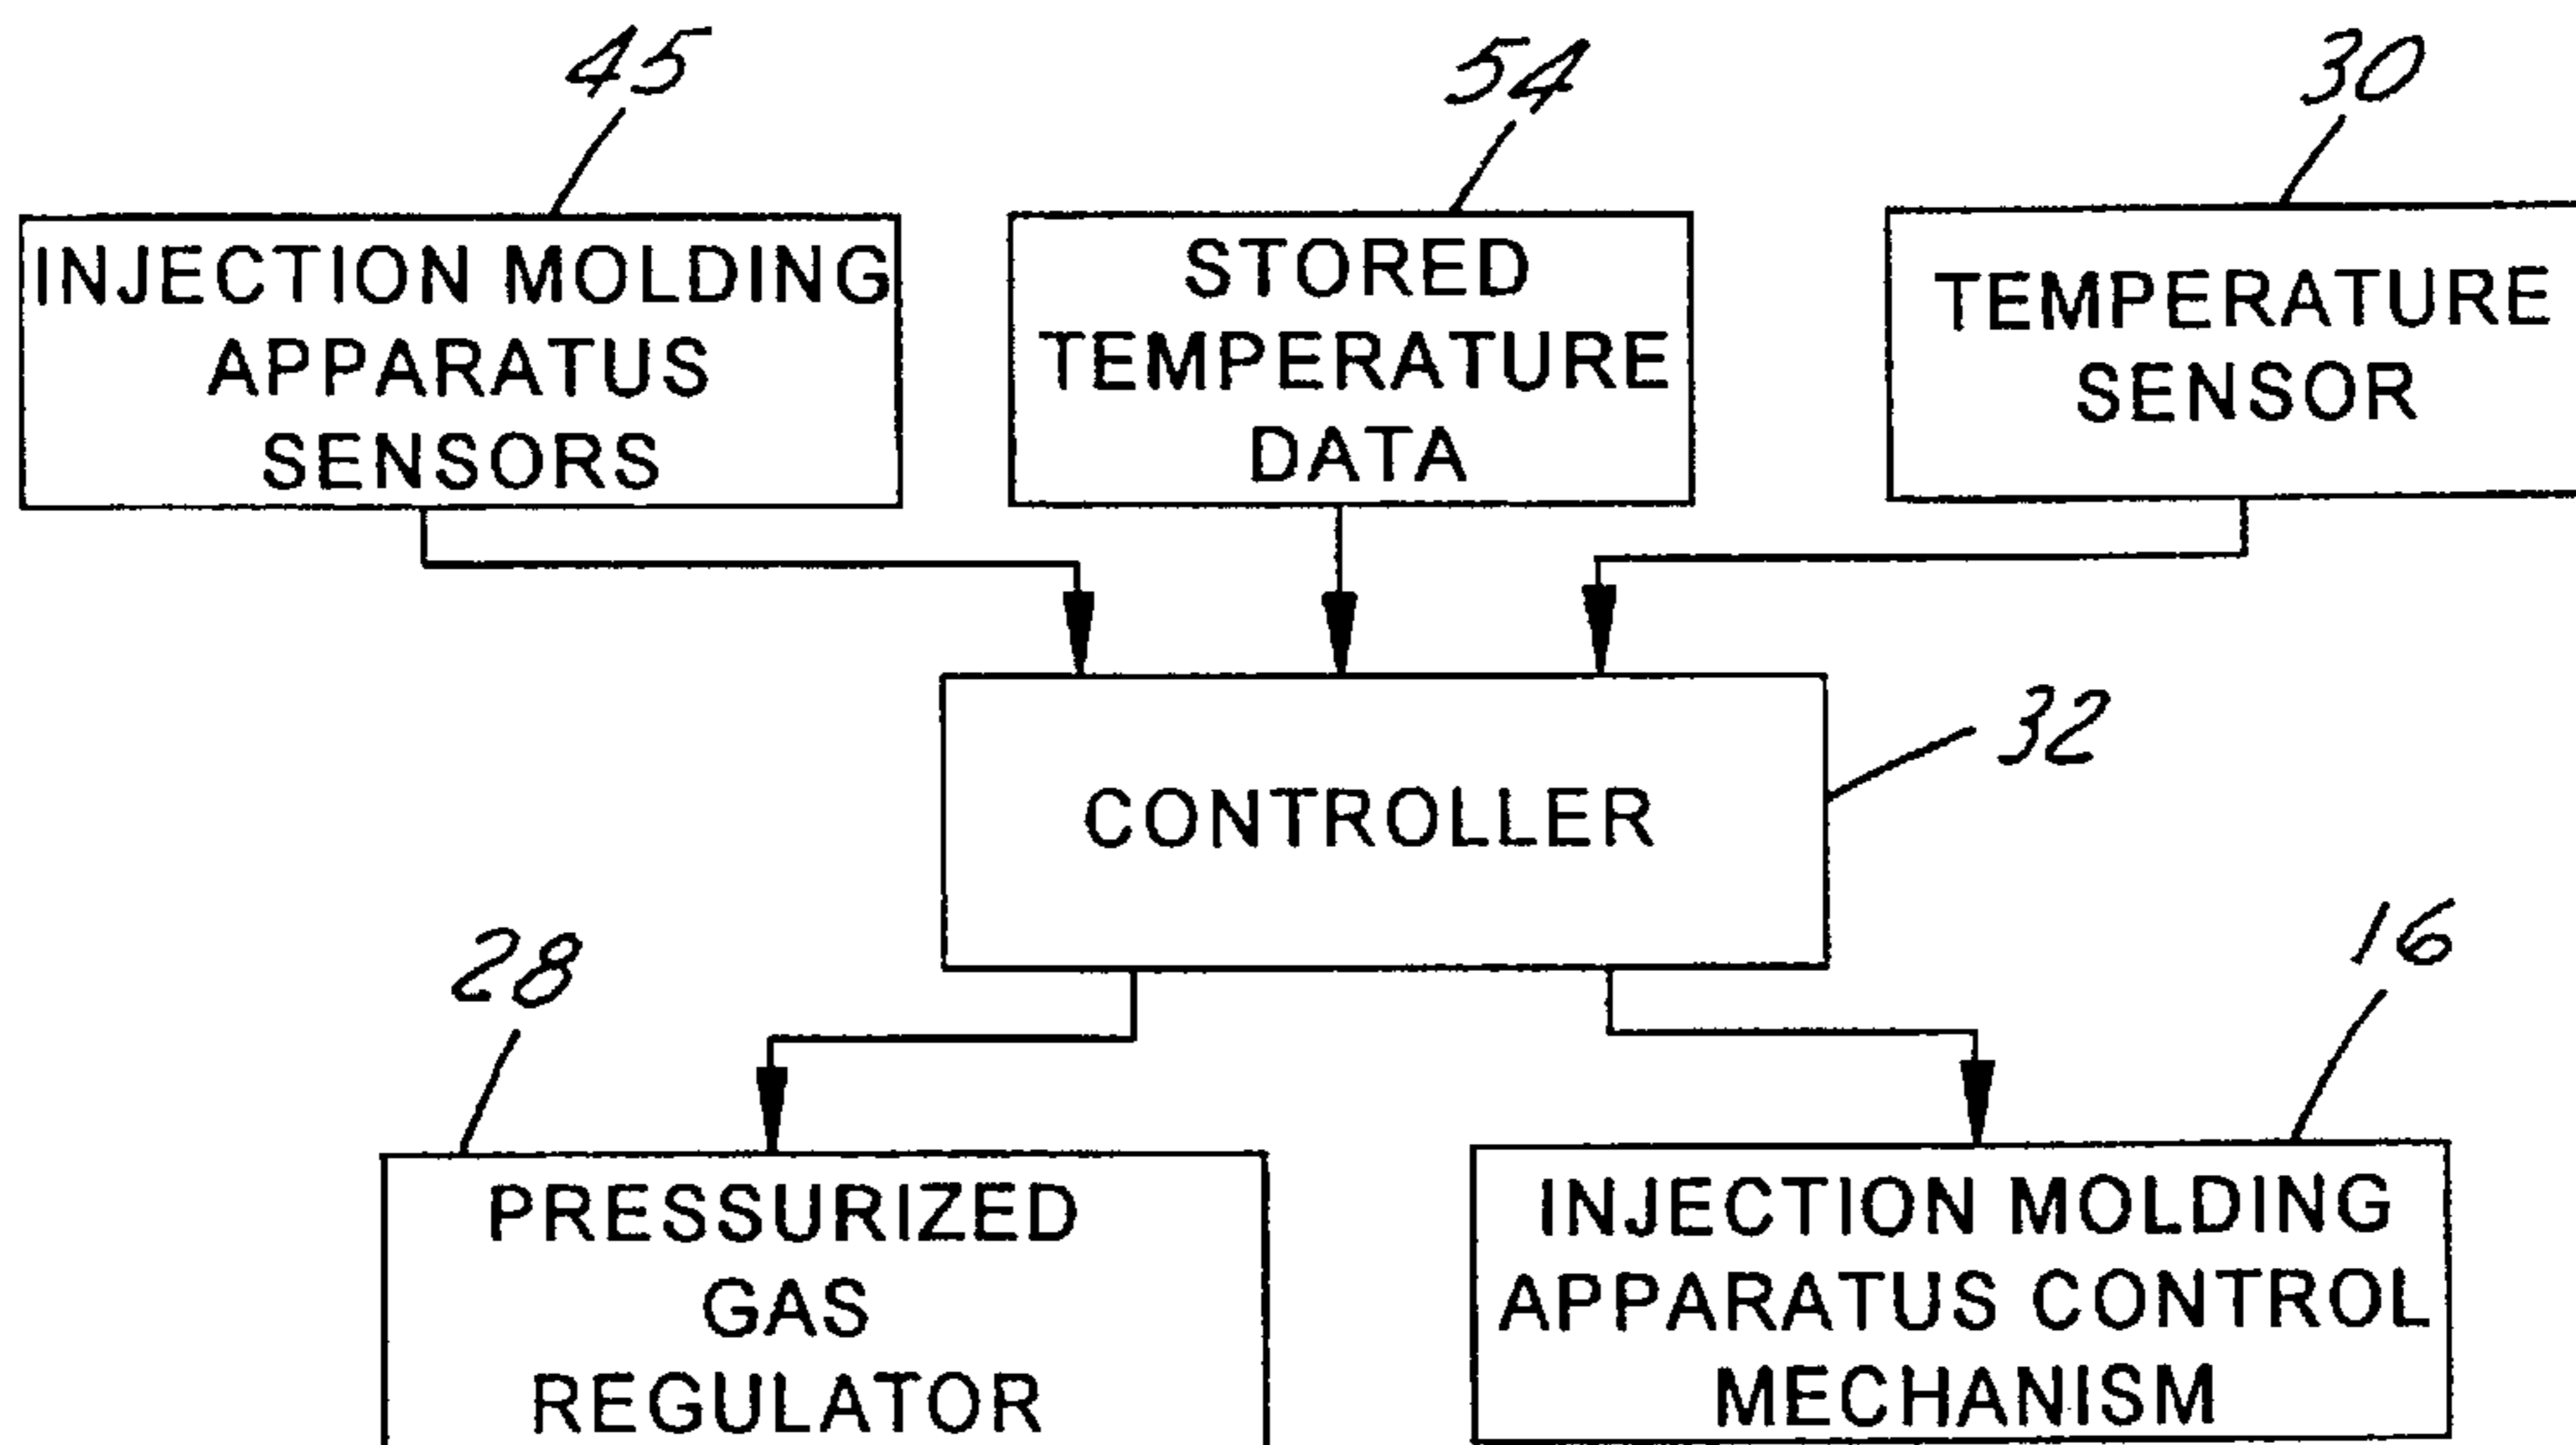 45
54
30
INJECTION MOLDING
APPARATUS
SENSORS
STORED
TEMPERATURE
DATA
TEMPERATURE
SENSOR
CONTROLLER
32
28
16
PRESSURIZED
GAS
REGULATOR
INJECTION MOLDING
APPARATUS CONTROL
MECHANISM